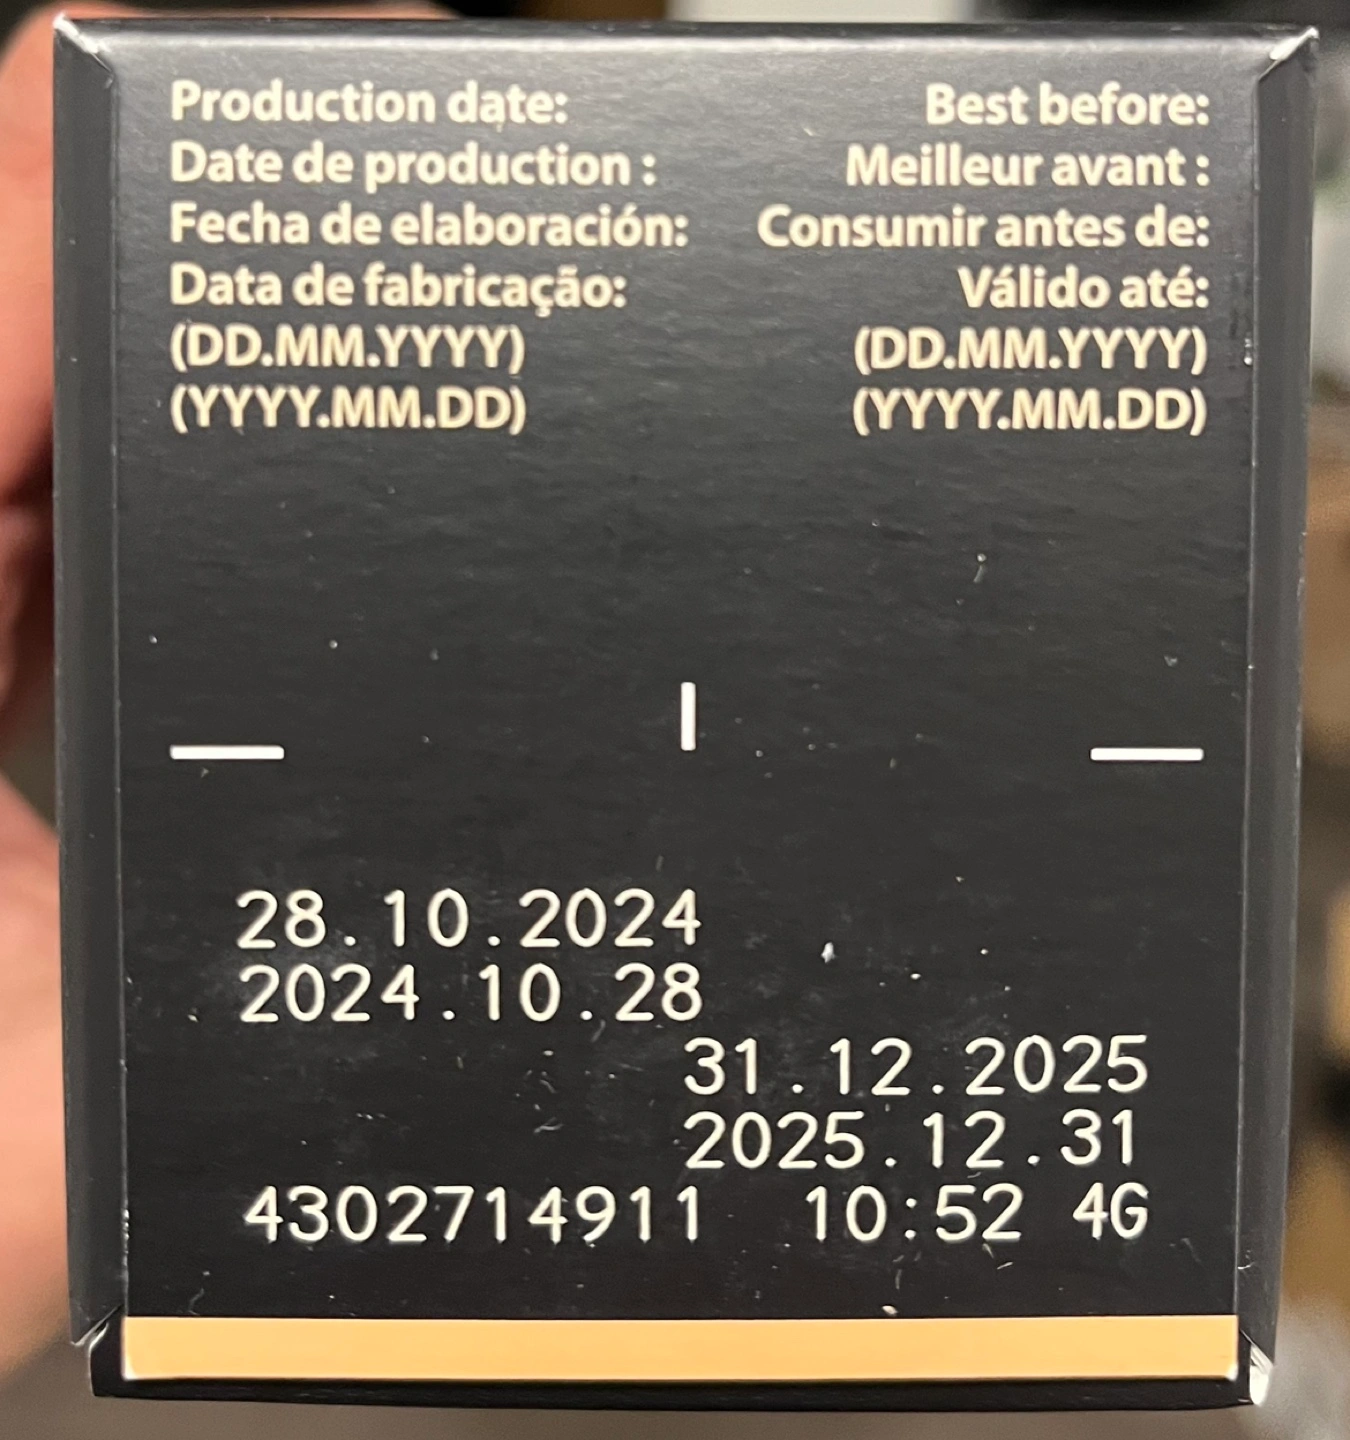 Production date:
Date de production :
Fecha de elaboración:
Data de fabricação:
(DD.MM.YYYY)
(YYYY.MM.DD)
Best before:
Meilleur avant :
Consumir antes de:
Válido até:
(DD.MM.YYYY)
(YYYY.MM.DD)
28.10.2024
2024.10.28
31.12.2025
2025.12.31
4302714911 10:52 4G